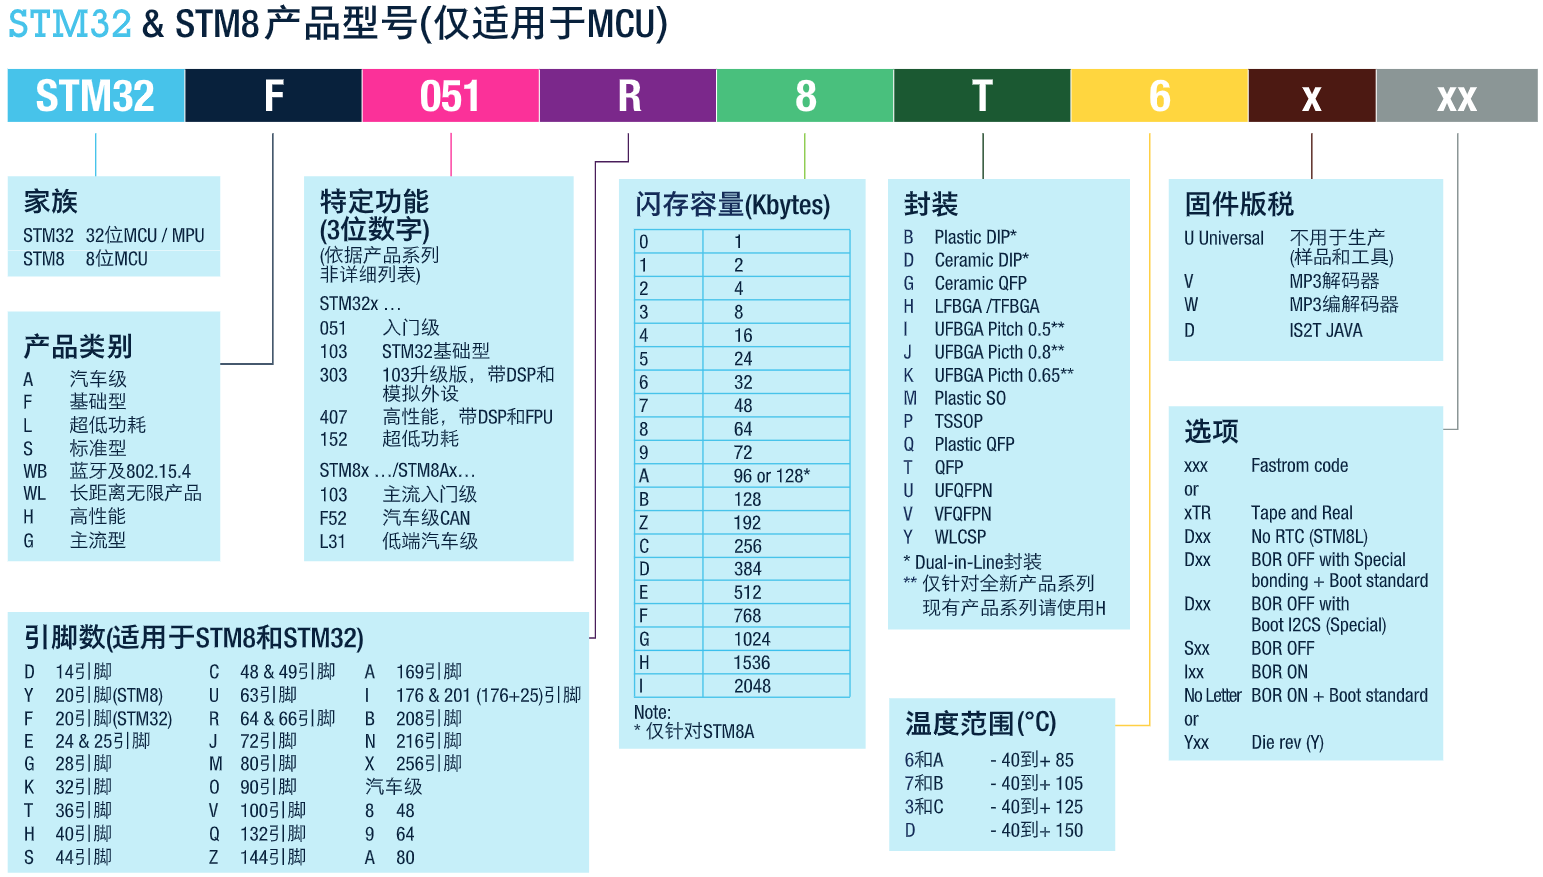 STM32 & STM8产品型号(仅适用于MCU)
STM32 F 051 R 8 T 6 x xx
家族
STM32 32位MCU / MPU
STM8 8位MCU
产品类别
A 汽车级
F 基础型
L 超低功耗
S 标准型
WB 蓝牙及802.15.4
WL 长距离无限产品
H 高性能
G 主流型
特定功能
(3位数字)
(依据产品系列
非详细列表)
STM32x ...
051 入门级
103 STM32基础型
303 103升级版，带DSP和
模拟外设
407 高性能，带DSP和FPU
152 超低功耗
STM8x .../STM8Ax...
103 主流入门级
F52 汽车级CAN
L31 低端汽车级
引脚数(适用于STM8和STM32)
D 14引脚
Y 20引脚(STM8)
F 20引脚(STM32)
E 24 & 25引脚
G 28引脚
K 32引脚
T 36引脚
H 40引脚
S 44引脚
C 48 & 49引脚
U 63引脚
R 64 & 66引脚
J 72引脚
M 80引脚
O 90引脚
V 100引脚
Q 132引脚
Z 144引脚
A 169引脚
I 176 & 201 (176+25)引脚
B 208引脚
N 216引脚
X 256引脚
汽车级
8 48
9 64
A 80
闪存容量(Kbytes)
0 1
1 2
2 4
3 8
4 16
5 24
6 32
7 48
8 64
9 72
A 96 or 128*
B 128
Z 192
C 256
D 384
E 512
F 768
G 1024
H 1536
I 2048
Note:
* 仅针对STM8A
封装
B Plastic DIP*
D Ceramic DIP*
G Ceramic QFP
H LFBGA /TFBGA
I UFBGA Pitch 0.5**
J UFBGA Picth 0.8**
K UFBGA Picth 0.65**
M Plastic SO
P TSSOP
Q Plastic QFP
T QFP
U UFQFPN
V VFQFPN
Y WLCSP
* Dual-in-Line封装
** 仅针对全新产品系列
现有产品系列请使用H
温度范围(°C)
6和A - 40到+ 85
7和B - 40到+ 105
3和C - 40到+ 125
D - 40到+ 150
固件版税
U Universal 不用于生产
(样品和工具)
V MP3解码器
W MP3编解码器
D IS2T JAVA
选项
xxx Fastrom code
or
xTR Tape and Real
Dxx No RTC (STM8L)
Dxx BOR OFF with Special
bonding + Boot standard
Dxx BOR OFF with
Boot I2CS (Special)
Sxx BOR OFF
Ixx BOR ON
No Letter BOR ON + Boot standard
or
Yxx Die rev (Y)